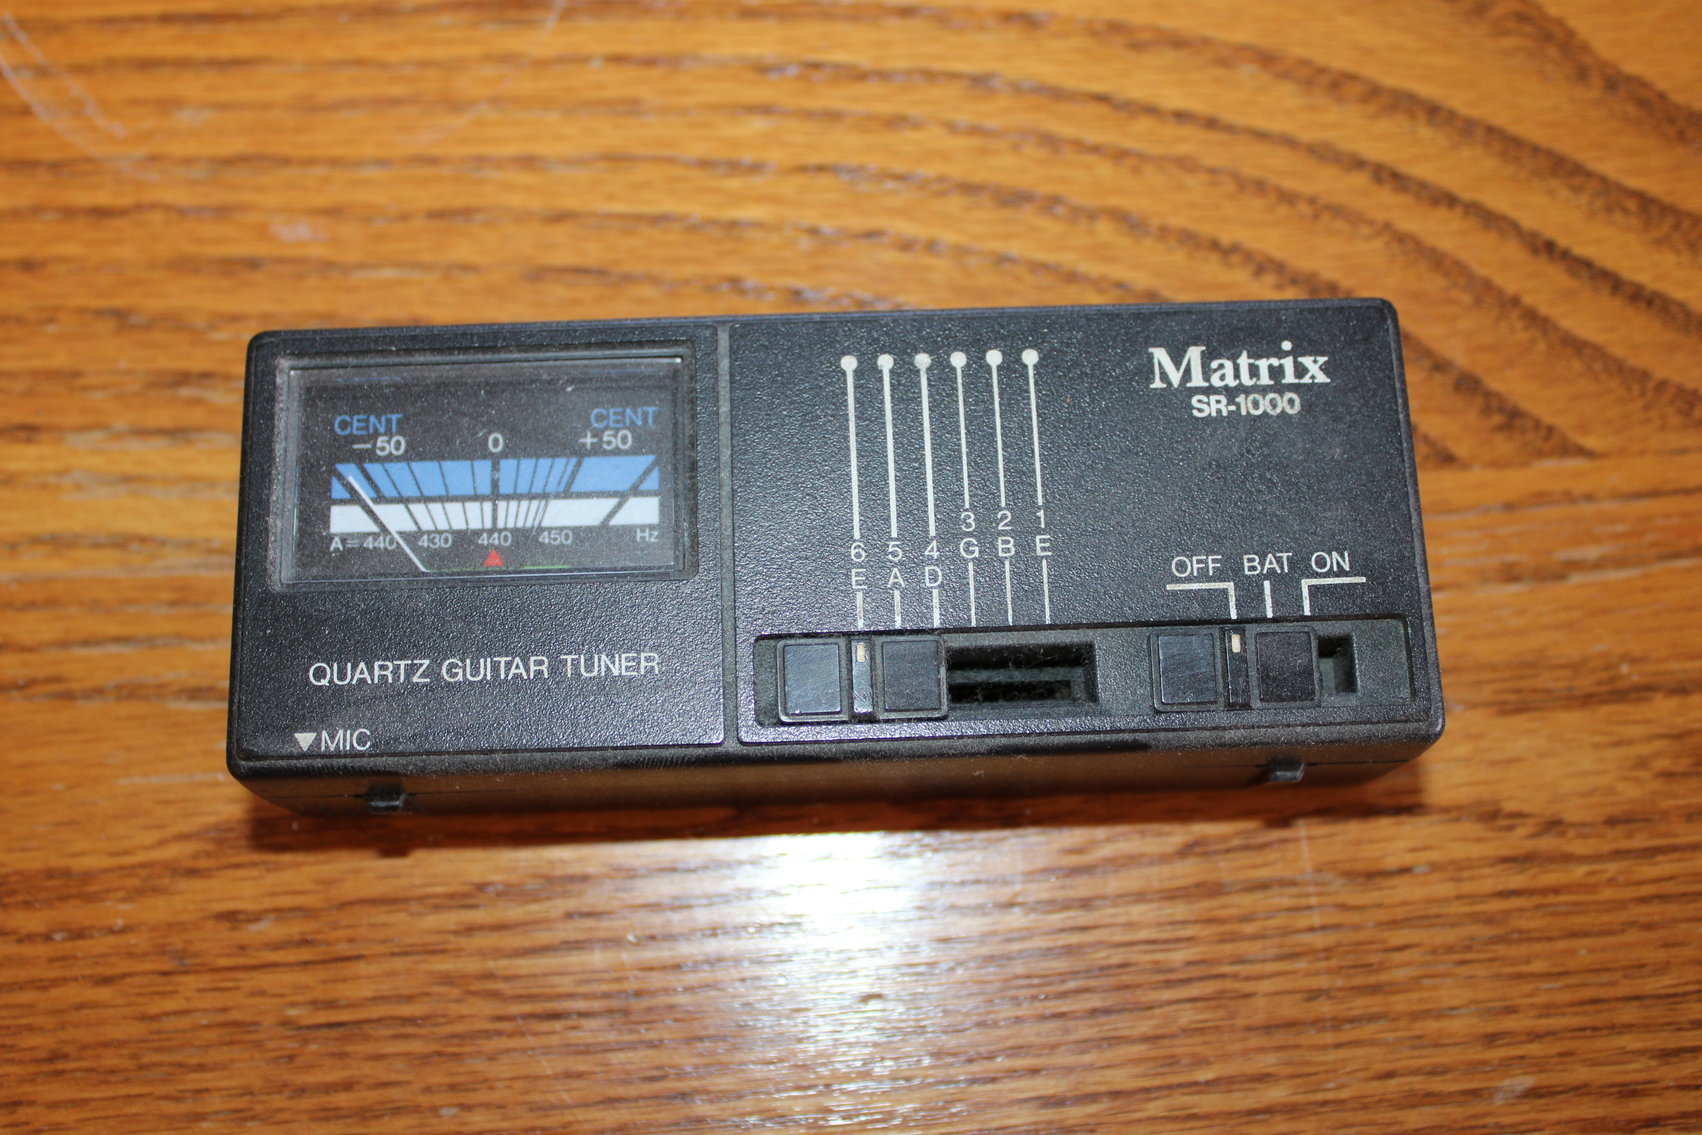 CENT CENT
−50 0 +50
A=440 430 440 450 Hz
QUARTZ GUITAR TUNER
▼MIC
6 5 4 3 2 1
E A D G B E
Matrix
SR-1000
OFF BAT ON